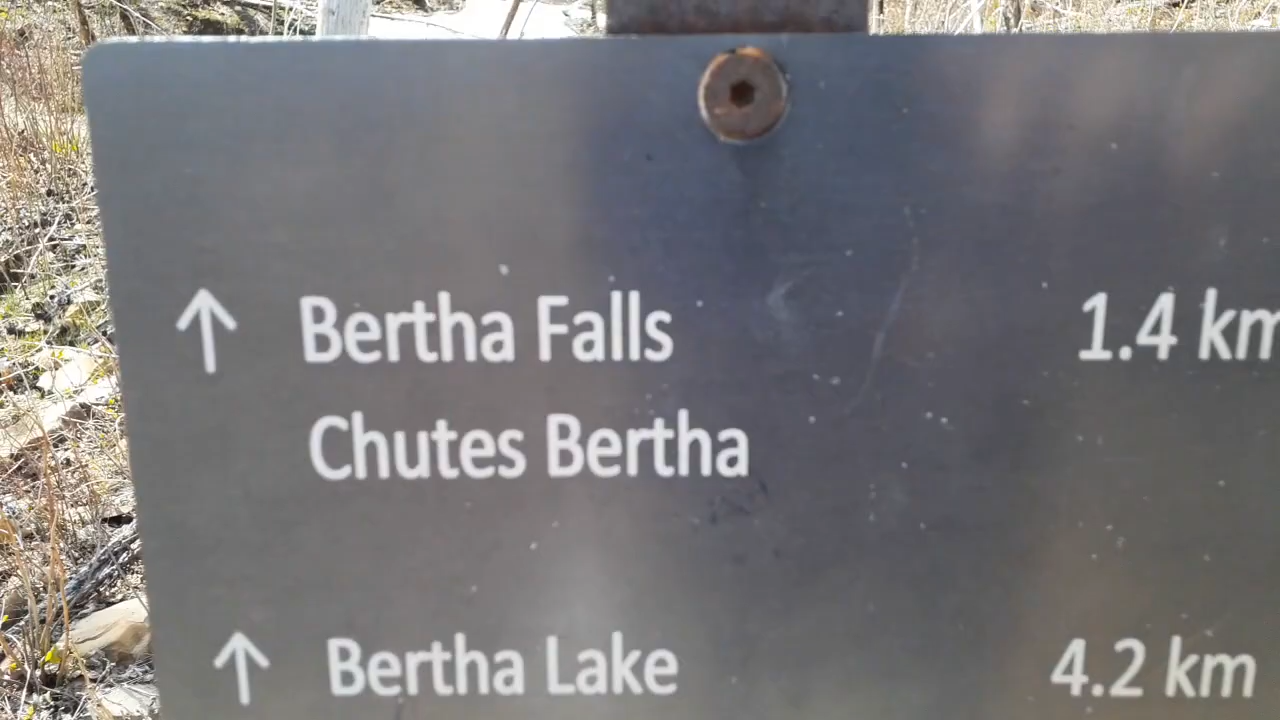 ↑ Bertha Falls 1.4 km
Chutes Bertha
↑ Bertha Lake 4.2 km